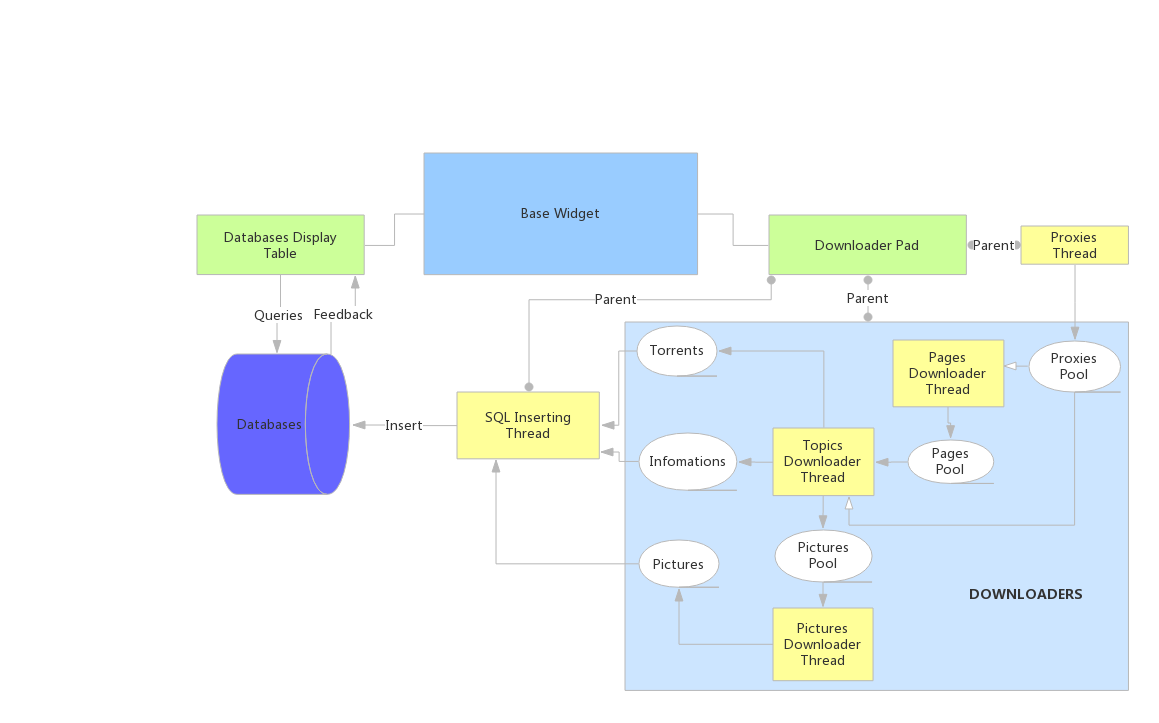 Base Widget
Databases Display
Table
Downloader Pad
Parent
Proxies
Thread
Queries
Feedback
Parent
Parent
Torrents
Pages
Downloader
Thread
Proxies
Pool
Databases
Insert
SQL Inserting
Thread
Infomations
Topics
Downloader
Thread
Pages
Pool
Pictures
Pictures
Pool
DOWNLOADERS
Pictures
Downloader
Thread